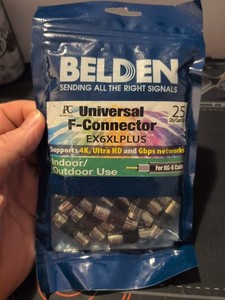 BELDEN
SENDING ALL THE RIGHT SIGNALS
Universal 25
F-Connector
EX6XLPLUS
Supports 4K, Ultra HD and Gbps networks
Indoor/
Outdoor Use
For RG-6 Cable